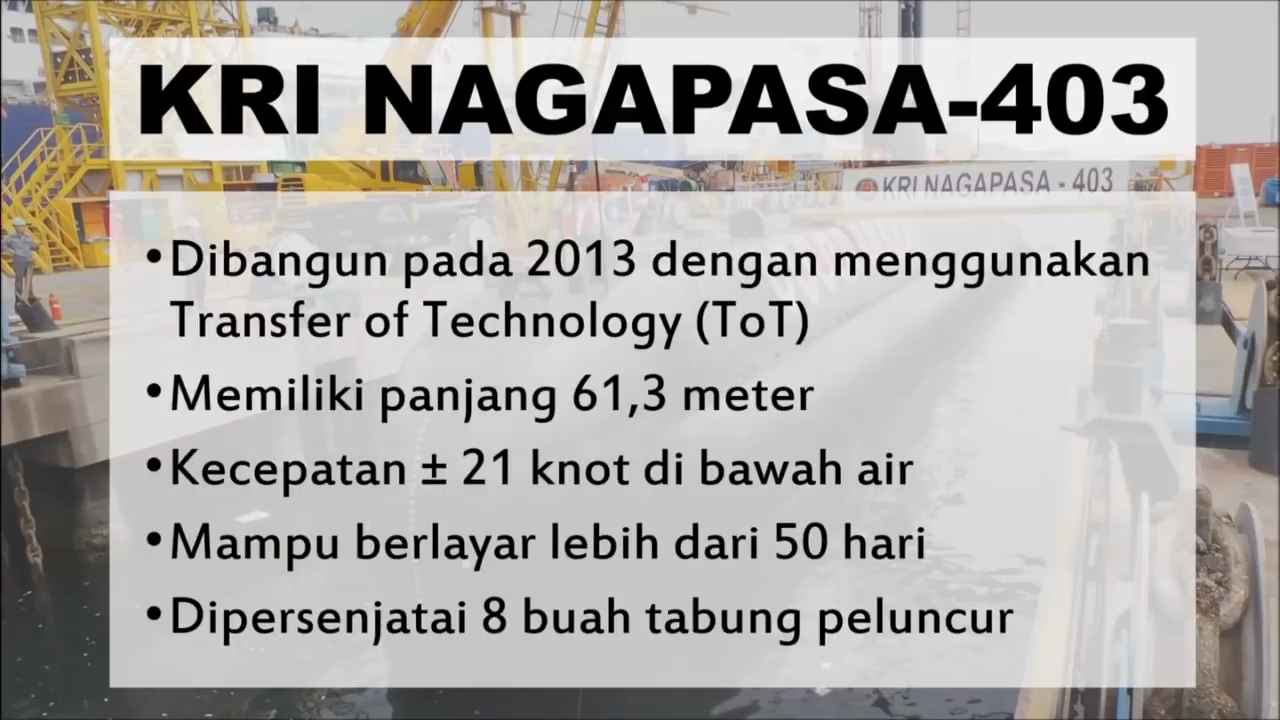 KRI NAGAPASA-403
KRI NAGAPASA - 403
•Dibangun pada 2013 dengan menggunakan
Transfer of Technology (ToT)
•Memiliki panjang 61,3 meter
•Kecepatan ± 21 knot di bawah air
•Mampu berlayar lebih dari 50 hari
•Dipersenjatai 8 buah tabung peluncur